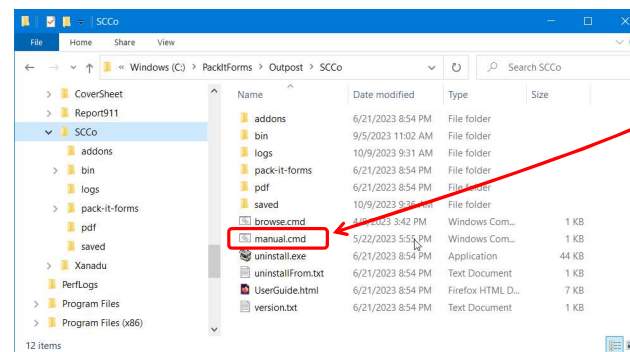 SCCo
File Home Share View
« Windows (C:) > PackItForms > Outpost > SCCo Search SCCo
CoverSheet
Report911
SCCo
addons
bin
logs
pack-it-forms
pdf
saved
Xanadu
PerfLogs
Program Files
Program Files (x86)
Name Date modified Type Size
addons 6/21/2023 8:54 PM File folder
bin 9/5/2023 11:02 AM File folder
logs 10/9/2023 9:31 AM File folder
pack-it-forms 6/21/2023 8:54 PM File folder
pdf 6/21/2023 8:54 PM File folder
saved 10/9/2023 9:36 AM File folder
browse.cmd 4/8/2023 3:42 PM Windows Com... 1 KB
manual.cmd 5/22/2023 5:55 PM Windows Com... 1 KB
uninstall.exe 6/21/2023 8:54 PM Application 44 KB
uninstallFrom.txt 6/21/2023 8:54 PM Text Document 1 KB
UserGuide.html 6/21/2023 8:54 PM Firefox HTML D... 7 KB
version.txt 6/21/2023 8:54 PM Text Document 1 KB
12 items